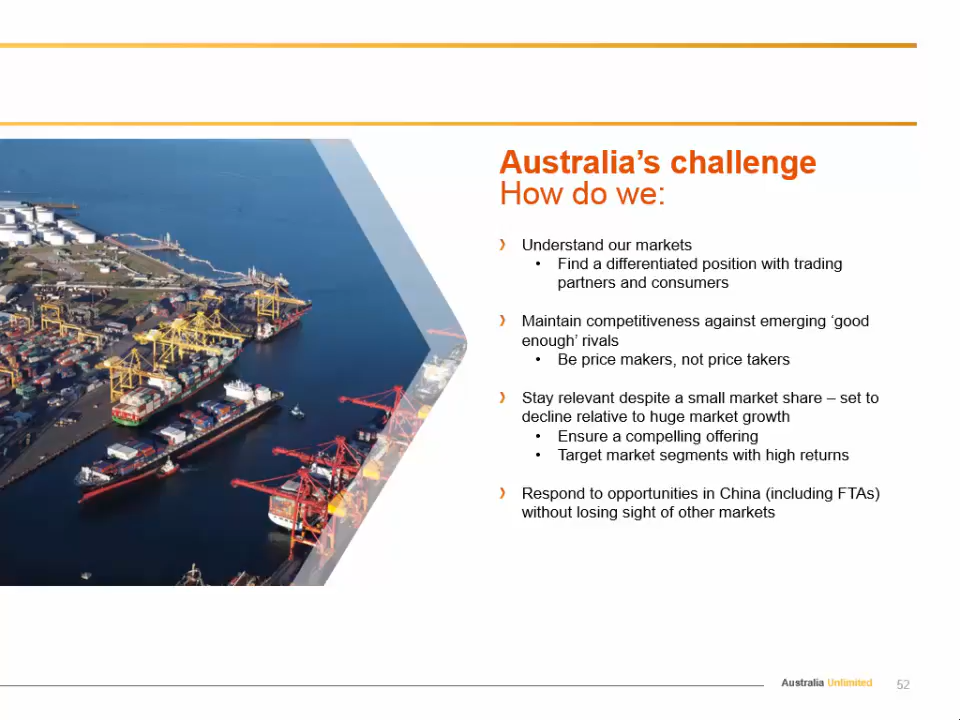 Australia’s challenge
How do we:
Understand our markets
• Find a differentiated position with trading
partners and consumers
Maintain competitiveness against emerging ‘good
enough’ rivals
• Be price makers, not price takers
Stay relevant despite a small market share – set to
decline relative to huge market growth
• Ensure a compelling offering
• Target market segments with high returns
Respond to opportunities in China (including FTAs)
without losing sight of other markets
Australia Unlimited 52